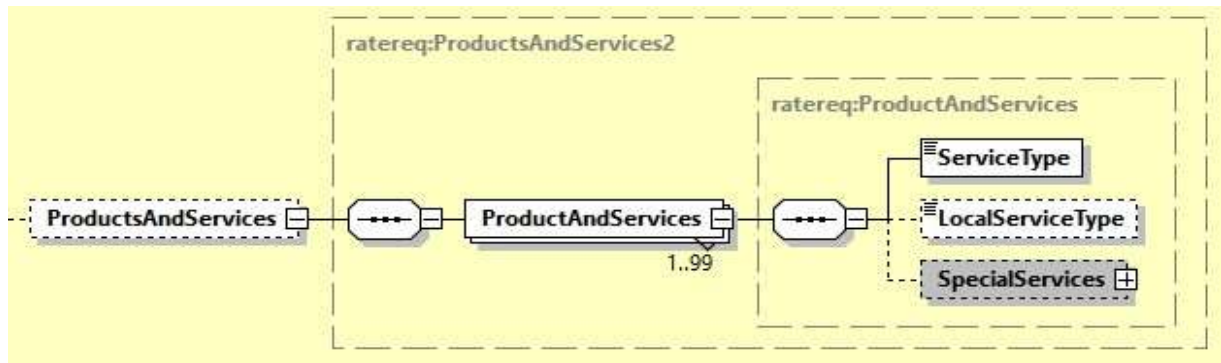 ratereq:ProductsAndServices2
ratereq:ProductAndServices
ServiceType
ProductsAndServices
ProductAndServices
LocalServiceType
1..99
SpecialServices